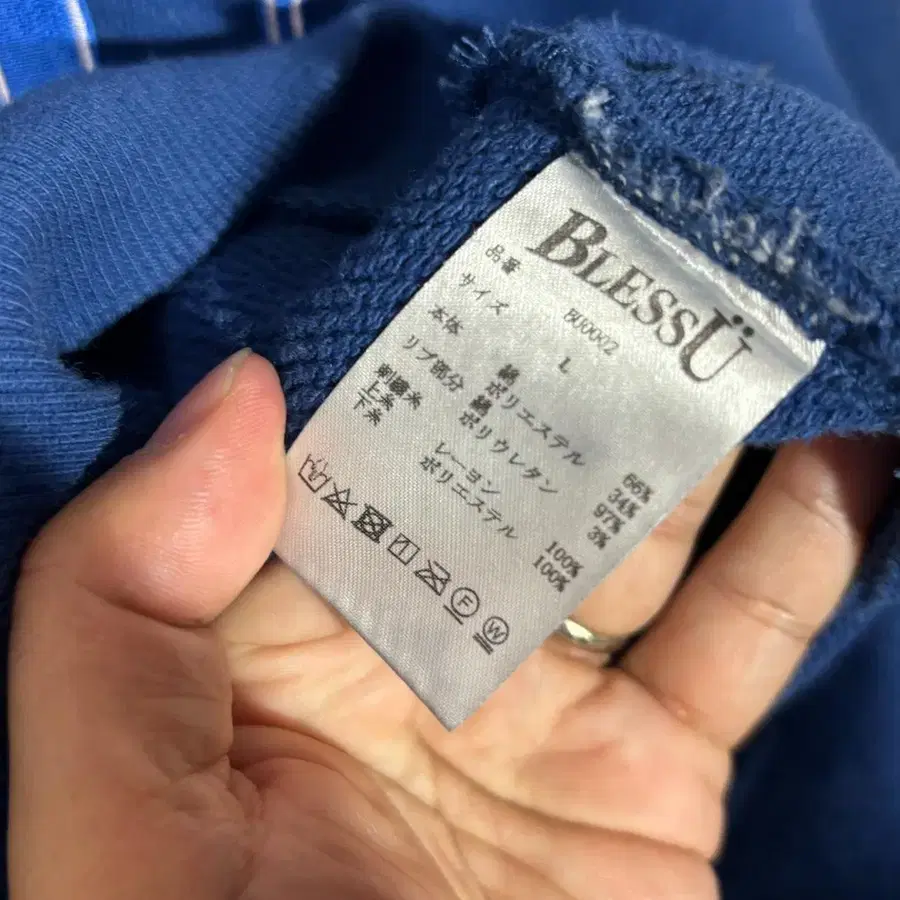 BLESSÜ
品番 BU0002
サイズ L
本体 綿 66%
ポリエステル 34%
リブ部分 綿 97%
ポリウレタン 3%
刺繍糸
上糸 レーヨン 100%
下糸 ポリエステル 100%
F W